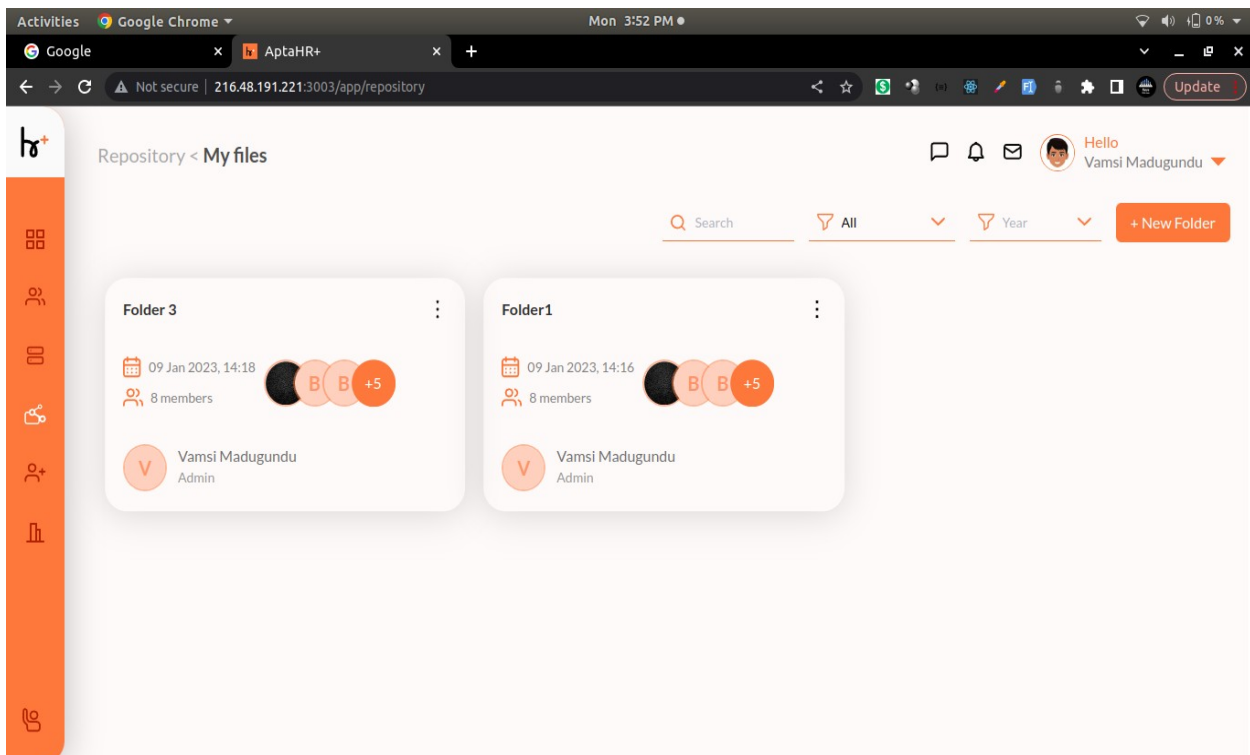 Activities Google Chrome Mon 3:52 PM 0 %
Google AptaHR+
Not secure 216.48.191.221:3003/app/repository Update
hr+
Repository < My files
Hello
Vamsi Madugundu
Search All Year + New Folder
Folder 3
09 Jan 2023, 14:18
8 members
B B +5
V Vamsi Madugundu
Admin
Folder1
09 Jan 2023, 14:16
8 members
B B +5
V Vamsi Madugundu
Admin